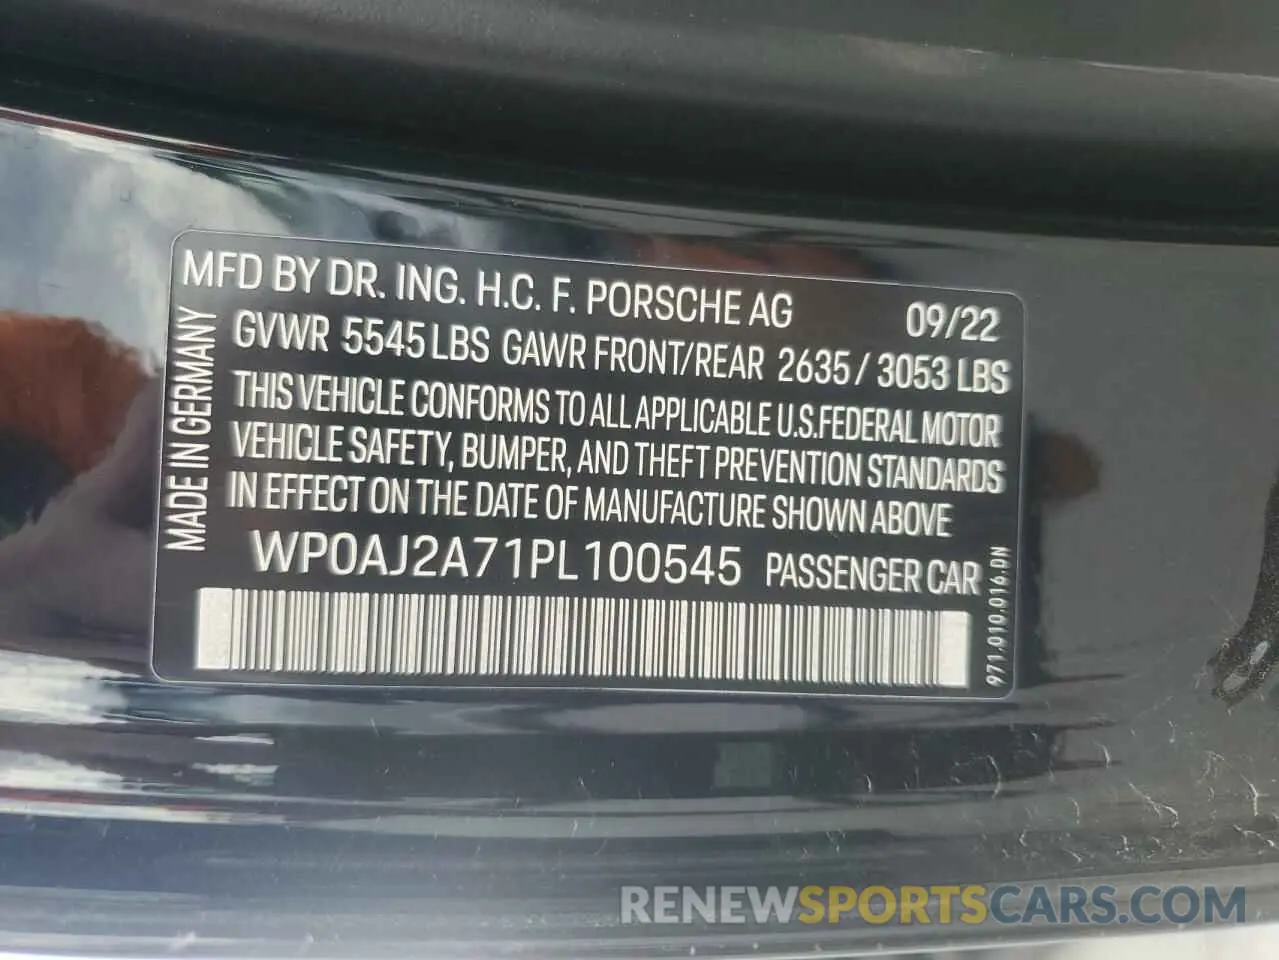 MFD BY DR. ING. H.C. F. PORSCHE AG 09/22
GVWR 5545 LBS GAWR FRONT/REAR 2635 / 3053 LBS
THIS VEHICLE CONFORMS TO ALL APPLICABLE U.S.FEDERAL MOTOR
VEHICLE SAFETY, BUMPER, AND THEFT PREVENTION STANDARDS
IN EFFECT ON THE DATE OF MANUFACTURE SHOWN ABOVE
WP0AJ2A71PL100545 PASSENGER CAR
MADE IN GERMANY
971.010.016.DN
RENEWSPORTSCARS.COM